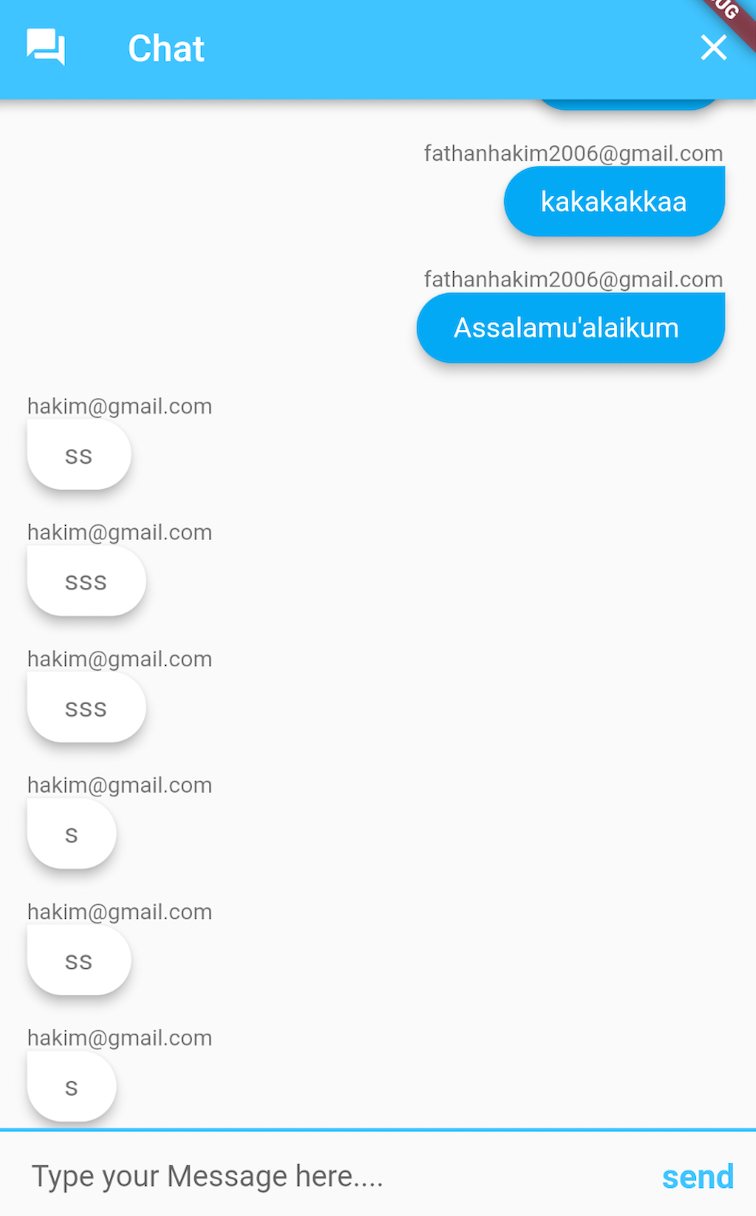 UG
Chat
fathanhakim2006@gmail.com
kakakakkaa
fathanhakim2006@gmail.com
Assalamu'alaikum
hakim@gmail.com
ss
hakim@gmail.com
sss
hakim@gmail.com
sss
hakim@gmail.com
s
hakim@gmail.com
ss
hakim@gmail.com
s
Type your Message here....
send